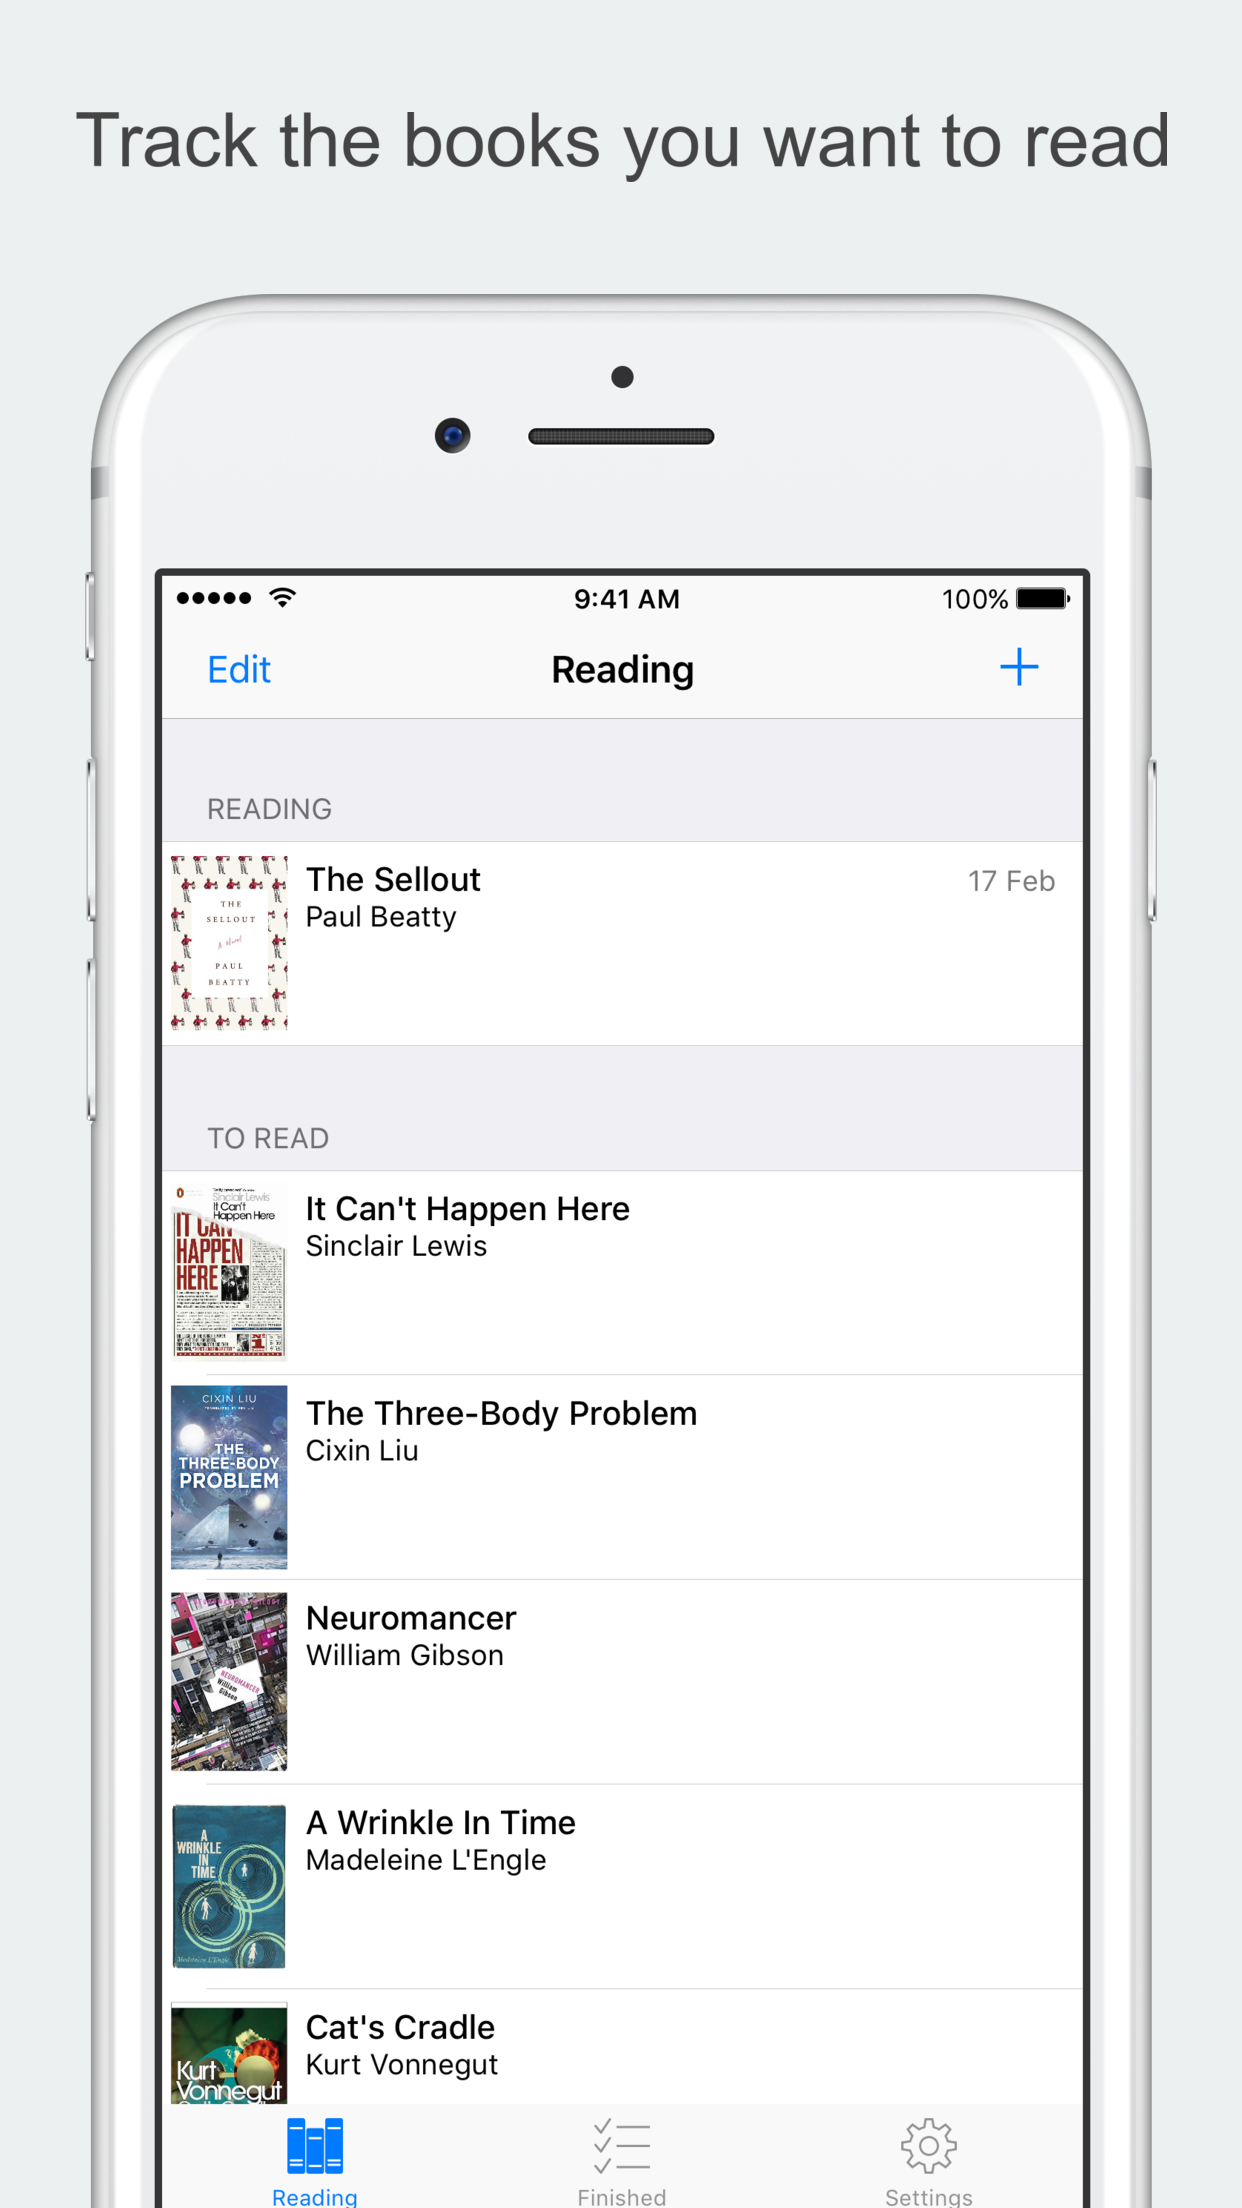 Track the books you want to read
9:41 AM
100%
Edit
Reading
READING
THE
SELLOUT
A Novel
PAUL
BEATTY
The Sellout
17 Feb
Paul Beatty
TO READ
Sinclair Lewis
It Can't
Happen Here
IT CAN
HAPPEN
HERE
It Can't Happen Here
Sinclair Lewis
CIXIN LIU
THE
THREE-BODY
PROBLEM
The Three-Body Problem
Cixin Liu
NEUROMANCER
William
Gibson
Neuromancer
William Gibson
A
WRINKLE
IN
TIME
Madeleine L'Engle
A Wrinkle In Time
Madeleine L'Engle
Kurt
Vonnegut
Cat's Cradle
Kurt Vonnegut
Reading
Finished
Settings